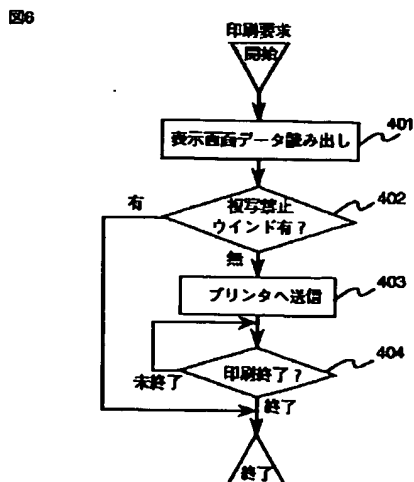 図6
印刷要求
開始
表示画面データ読み出し
401
複写禁止
ウインド有?
402
有
無
プリンタへ送信
403
印刷終了?
404
未終了
終了
終了